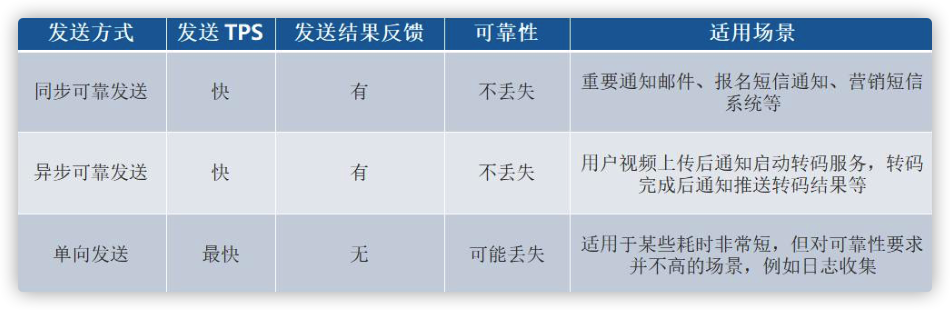 发送方式 发送 TPS 发送结果反馈 可靠性 适用场景
同步可靠发送 快 有 不丢失 重要通知邮件、报名短信通知、营销短信
系统等
异步可靠发送 快 有 不丢失 用户视频上传后通知启动转码服务，转码
完成后通知推送转码结果等
单向发送 最快 无 可能丢失 适用于某些耗时非常短，但对可靠性要求
并不高的场景，例如日志收集